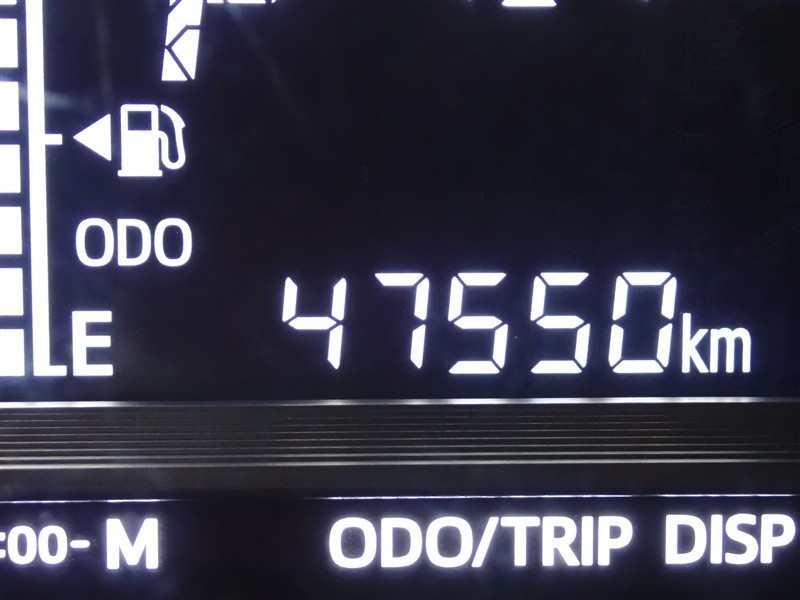 ODO
47550km
E
:00-M ODO/TRIP DISP